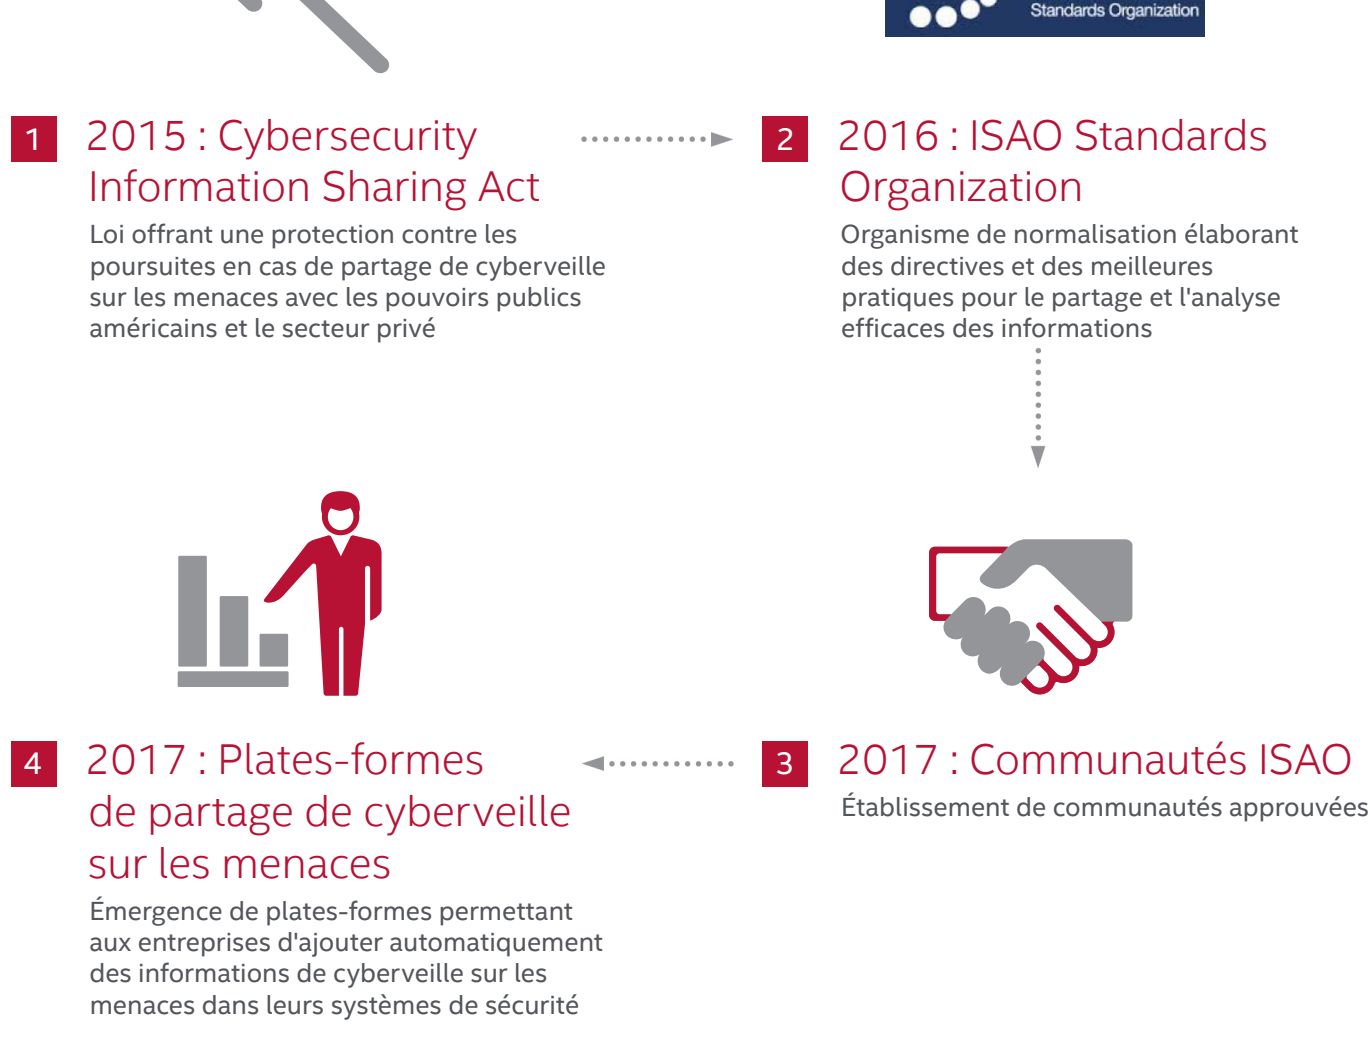 Standards Organization
1
2015 : Cybersecurity
Information Sharing Act
Loi offrant une protection contre les
poursuites en cas de partage de cyberveille
sur les menaces avec les pouvoirs publics
américains et le secteur privé
2
2016 : ISAO Standards
Organization
Organisme de normalisation élaborant
des directives et des meilleures
pratiques pour le partage et l'analyse
efficaces des informations
3
2017 : Communautés ISAO
Établissement de communautés approuvées
4
2017 : Plates-formes
de partage de cyberveille
sur les menaces
Émergence de plates-formes permettant
aux entreprises d'ajouter automatiquement
des informations de cyberveille sur les
menaces dans leurs systèmes de sécurité